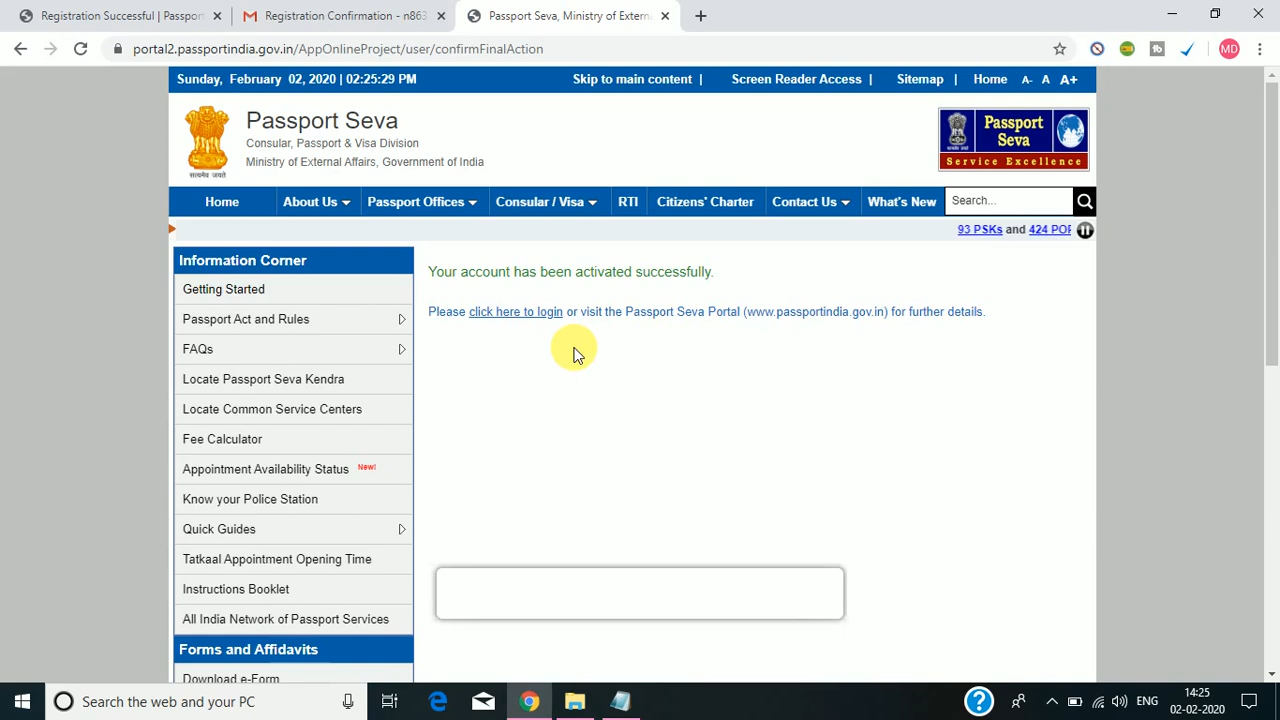 Registration Successful | Passport
Registration Confirmation - n863
Passport Seva, Ministry of Extern
portal2.passportindia.gov.in/AppOnlineProject/user/confirmFinalAction
MD
Sunday, February 02, 2020 | 02:25:29 PM
Skip to main content | Screen Reader Access | Sitemap | Home A- A A+
Passport Seva
Consular, Passport & Visa Division
Ministry of External Affairs, Government of India
सत्यमेव जयते
Passport
Seva
Service Excellence
Home About Us Passport Offices Consular / Visa RTI Citizens' Charter Contact Us What's New Search...
93 PSKs and 424 POP
Information Corner
Getting Started
Passport Act and Rules
FAQs
Locate Passport Seva Kendra
Locate Common Service Centers
Fee Calculator
Appointment Availability Status New!
Know your Police Station
Quick Guides
Tatkaal Appointment Opening Time
Instructions Booklet
All India Network of Passport Services
Forms and Affidavits
Download e-Form
Your account has been activated successfully.
Please click here to login or visit the Passport Seva Portal (www.passportindia.gov.in) for further details.
Search the web and your PC
ENG
14:25
02-02-2020